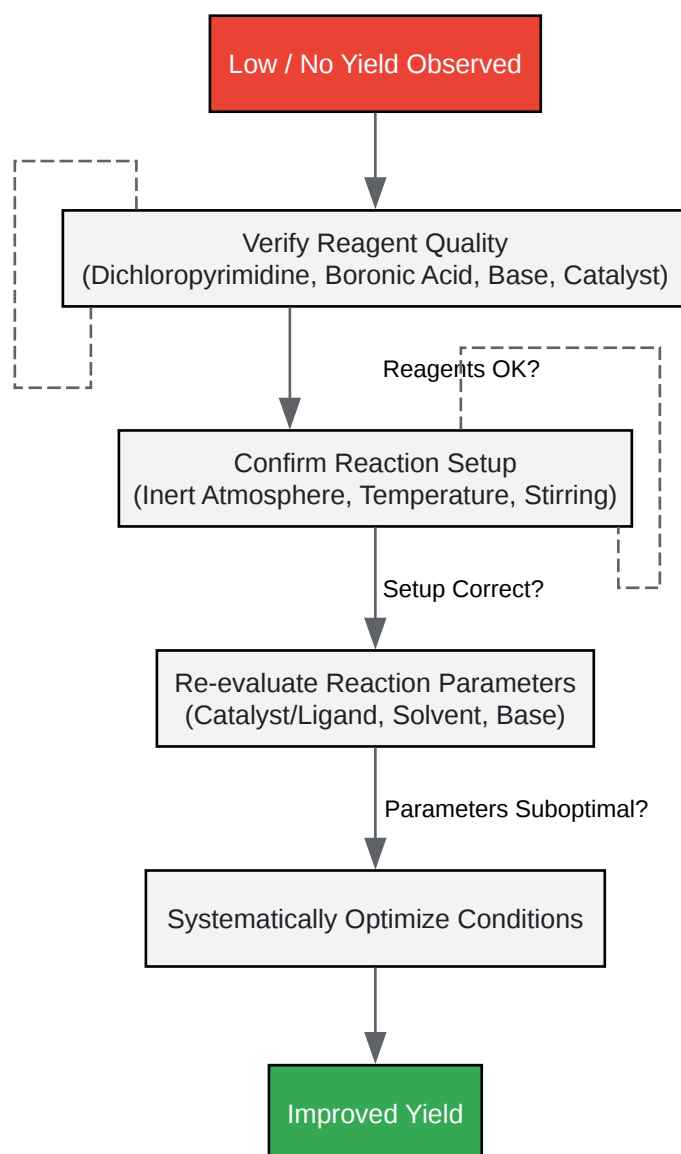 Low / No Yield Observed
Verify Reagent Quality
(Dichloropyrimidine, Boronic Acid, Base, Catalyst)
Reagents OK?
Confirm Reaction Setup
(Inert Atmosphere, Temperature, Stirring)
Setup Correct?
Re-evaluate Reaction Parameters
(Catalyst/Ligand, Solvent, Base)
Parameters Suboptimal?
Systematically Optimize Conditions
Improved Yield